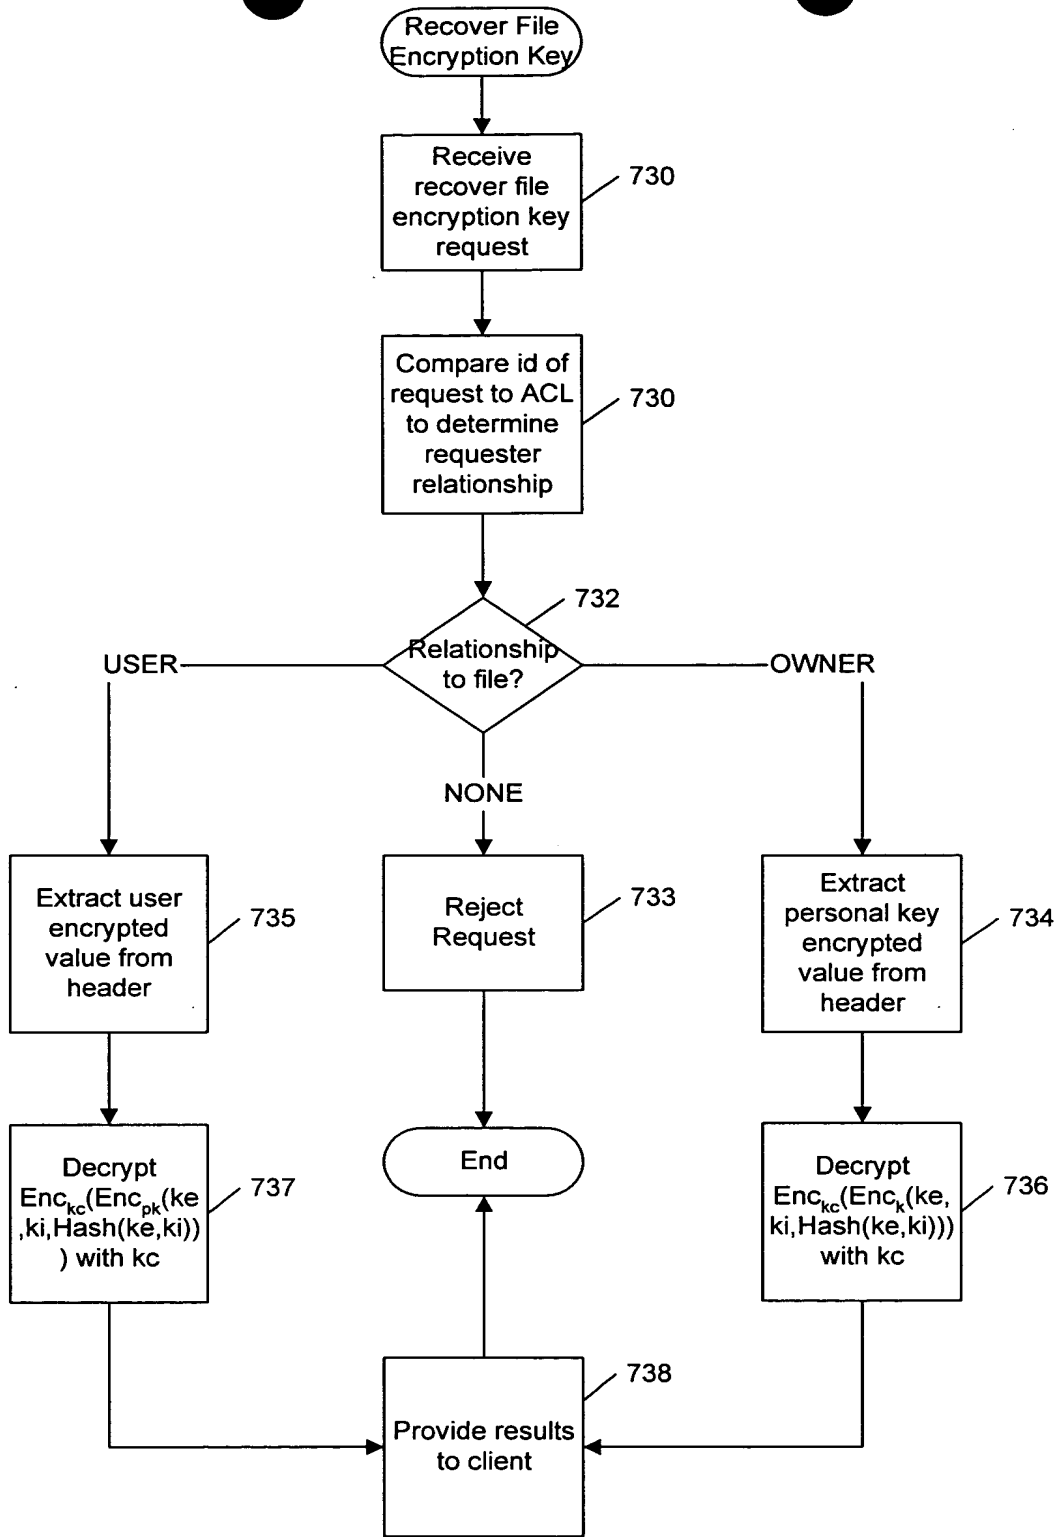 Recover File
Encryption Key
Receive
recover file
encryption key
request
730
Compare id of
request to ACL
to determine
requester
relationship
730
732
Relationship
to file?
USER
OWNER
NONE
Extract user
encrypted
value from
header
735
Reject
Request
733
Extract
personal key
encrypted
value from
header
734
Decrypt
Enckc(Encpk(ke
,ki,Hash(ke,ki))
) with kc
737
End
Decrypt
Enckc(Enck(ke,
ki,Hash(ke,ki)))
with kc
736
Provide results
to client
738